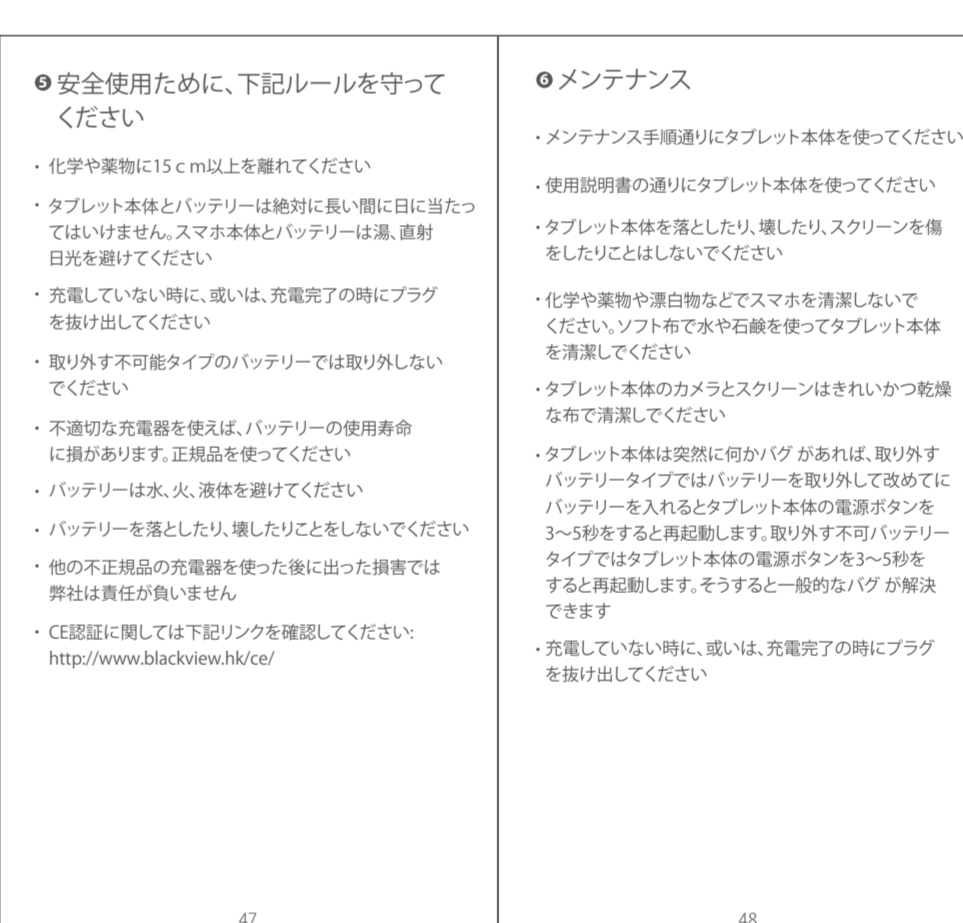 ❺安全使用ために、下記ルールを守って
ください
・化学や薬物に15ｃm以上を離れてください
・タブレット本体とバッテリーは絶対に長い間に日に当たっ
てはいけません。スマホ本体とバッテリーは湯、直射
日光を避けてください
・充電していない時に、或いは、充電完了の時にプラグ
を抜け出してください
・取り外す不可能タイプのバッテリーでは取り外しない
でください
・不適切な充電器を使えば、バッテリーの使用寿命
に損があります。正規品を使ってください
・バッテリーは水、火、液体を避けてください
・バッテリーを落としたり、壊したりことをしないでください
・他の不正規品の充電器を使った後に出った損害では
弊社は責任が負いません
・CE認証に関しては下記リンクを確認してください:
http://www.blackview.hk/ce/
47
❻メンテナンス
・メンテナンス手順通りにタブレット本体を使ってください
・使用説明書の通りにタブレット本体を使ってください
・タブレット本体を落としたり、壊したり、スクリーンを傷
をしたりことはしないでください
・化学や薬物や漂白物などでスマホを清潔しないで
ください。ソフト布で水や石鹸を使ってタブレット本体
を清潔しでください
・タブレット本体のカメラとスクリーンはきれいかつ乾燥
な布で清潔しでください
・タブレット本体は突然に何かバグ があれば、取り外す
バッテリータイプではバッテリーを取り外して改めてに
バッテリーを入れるとタブレット本体の電源ボタンを
3〜5秒をすると再起動します。取り外す不可バッテリー
タイプではタブレット本体の電源ボタンを3〜5秒を
すると再起動します。そうすると一般的なバグ が解決
できます
・充電していない時に、或いは、充電完了の時にプラグ
を抜け出してください
48